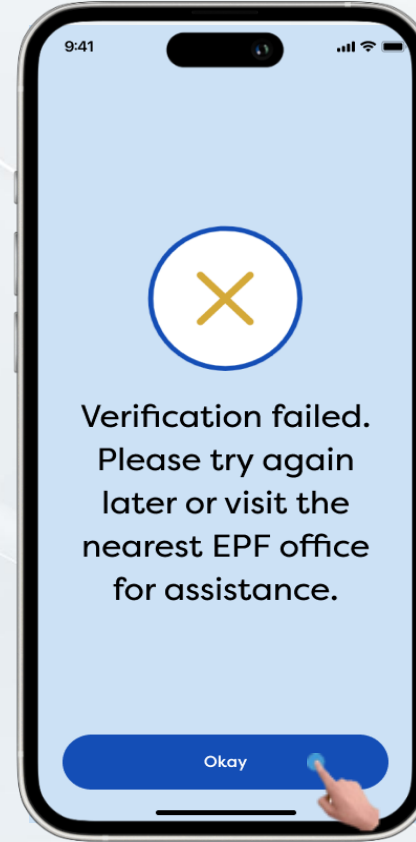 9:41
Verification failed.
Please try again
later or visit the
nearest EPF office
for assistance.
Okay